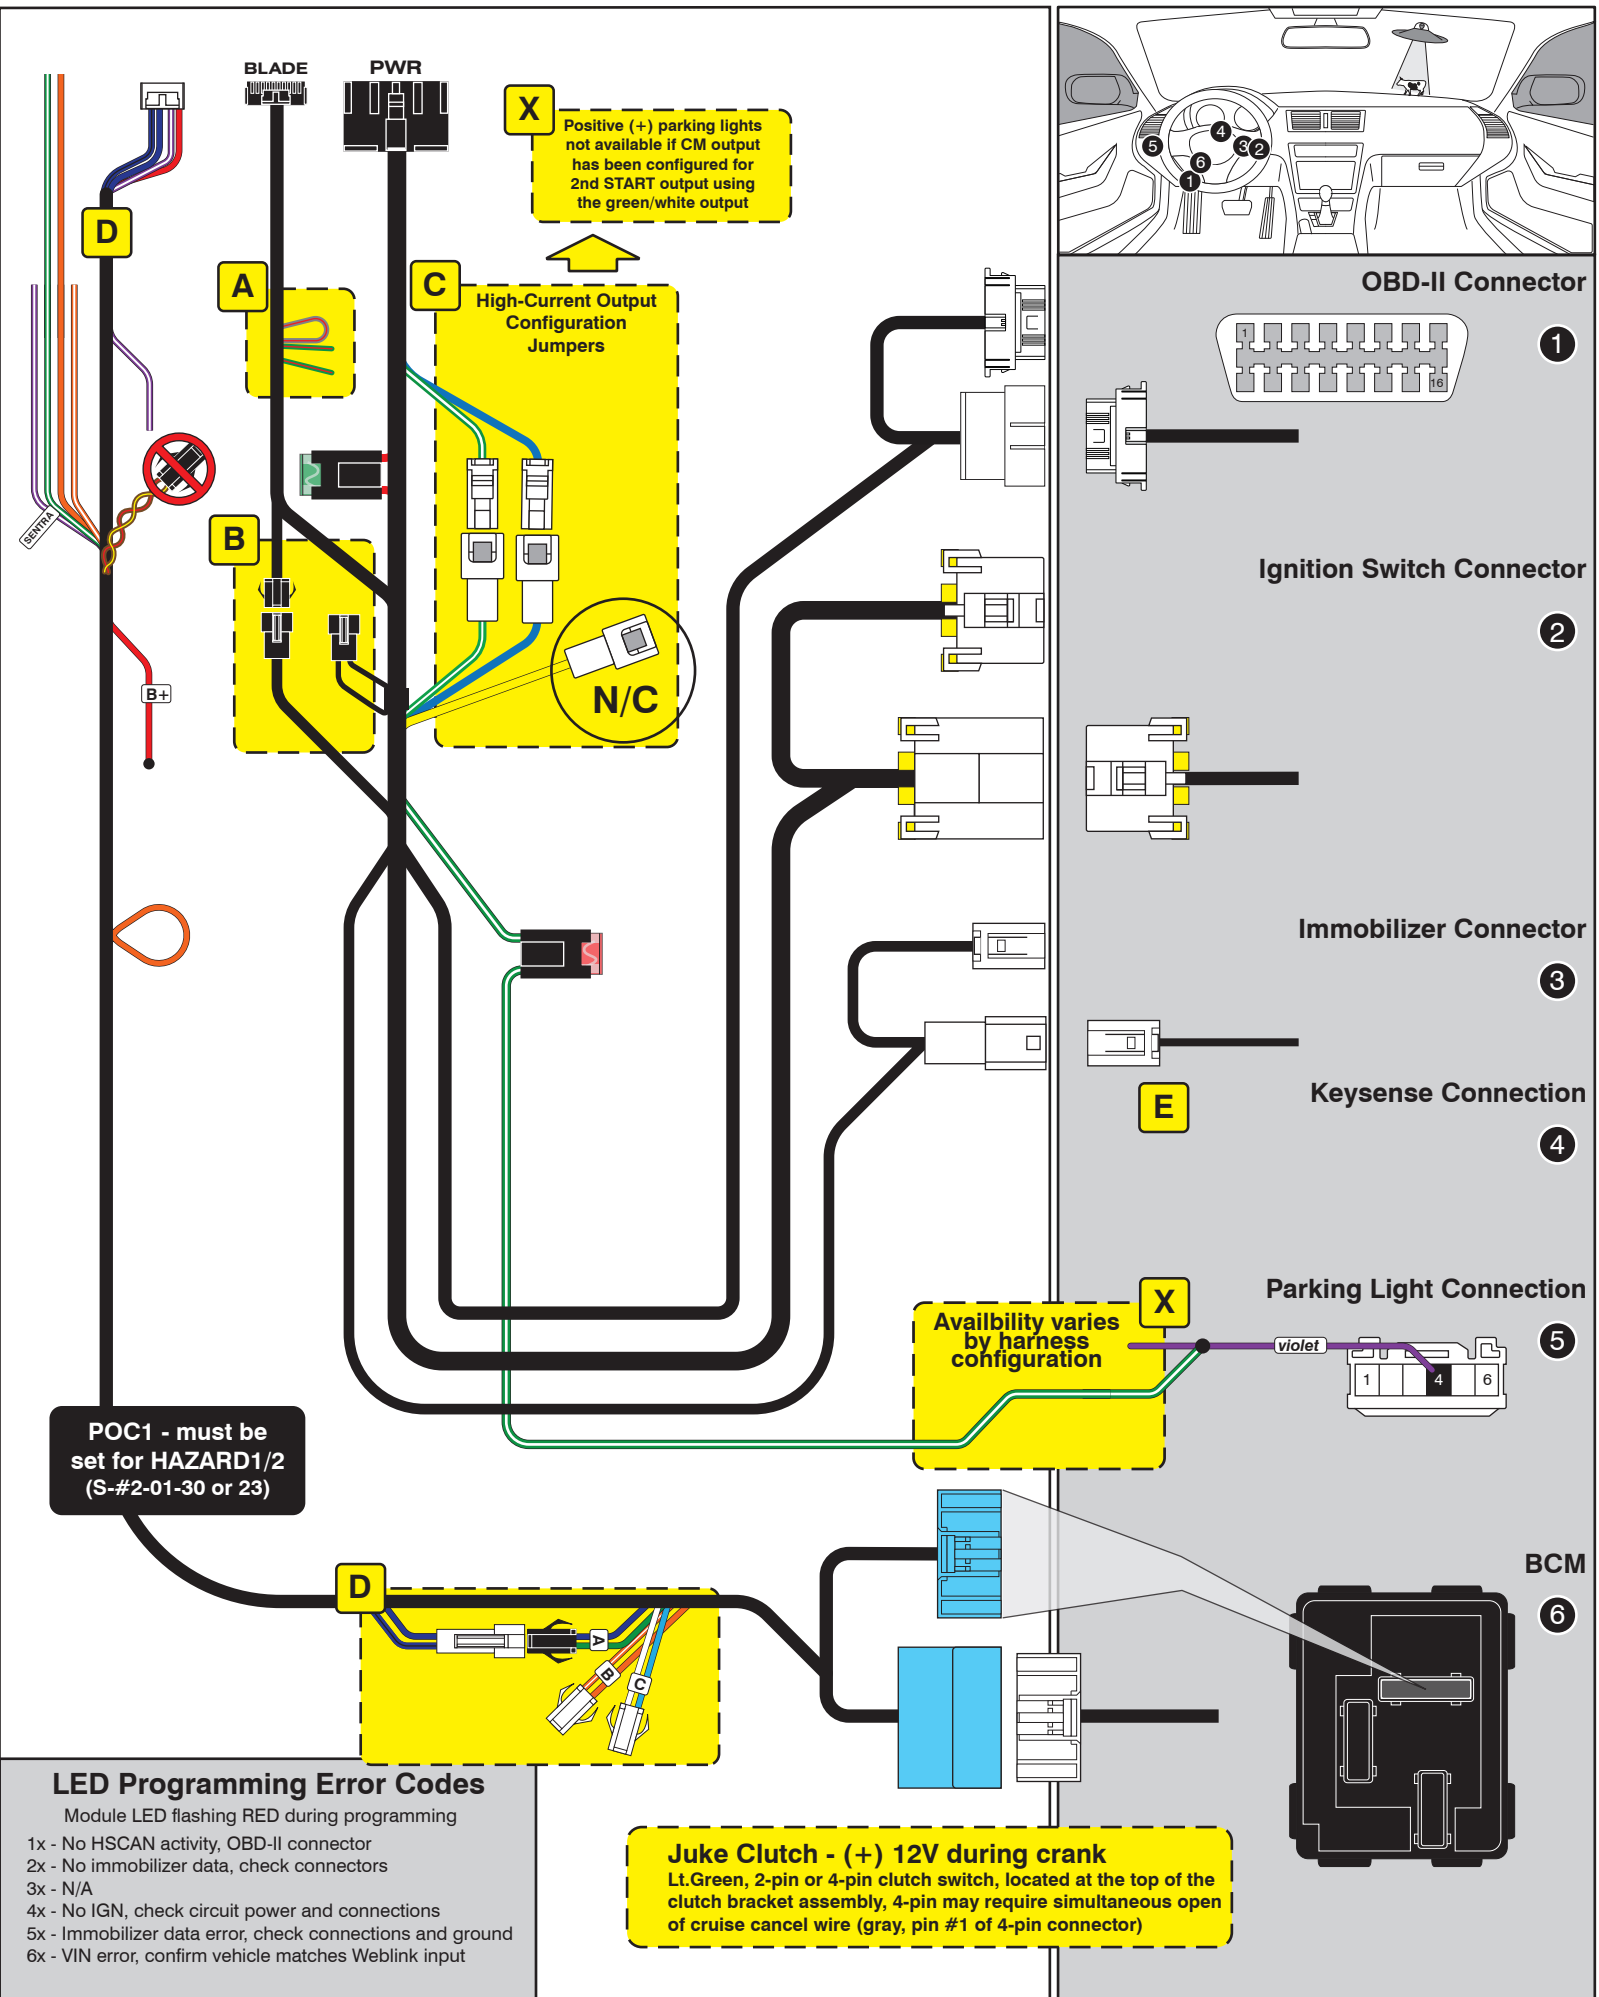 BLADE
PWR
X
Positive (+) parking lights
not available if CM output
has been configured for
2nd START output using
the green/white output
D
A
C
High-Current Output
Configuration
Jumpers
SENTRA
B
B+
N/C
5
4
3
2
6
1
OBD-II Connector
1
1
16
Ignition Switch Connector
2
Immobilizer Connector
3
E
Keysense Connection
4
X
Parking Light Connection
5
Availbility varies
by harness
configuration
violet
1
4
6
POC1 - must be
set for HAZARD1/2
(S-#2-01-30 or 23)
D
A
B
C
BCM
6
LED Programming Error Codes
Module LED flashing RED during programming
1x - No HSCAN activity, OBD-II connector
2x - No immobilizer data, check connectors
3x - N/A
4x - No IGN, check circuit power and connections
5x - Immobilizer data error, check connections and ground
6x - VIN error, confirm vehicle matches Weblink input
Juke Clutch - (+) 12V during crank
Lt.Green, 2-pin or 4-pin clutch switch, located at the top of the
clutch bracket assembly, 4-pin may require simultaneous open
of cruise cancel wire (gray, pin #1 of 4-pin connector)